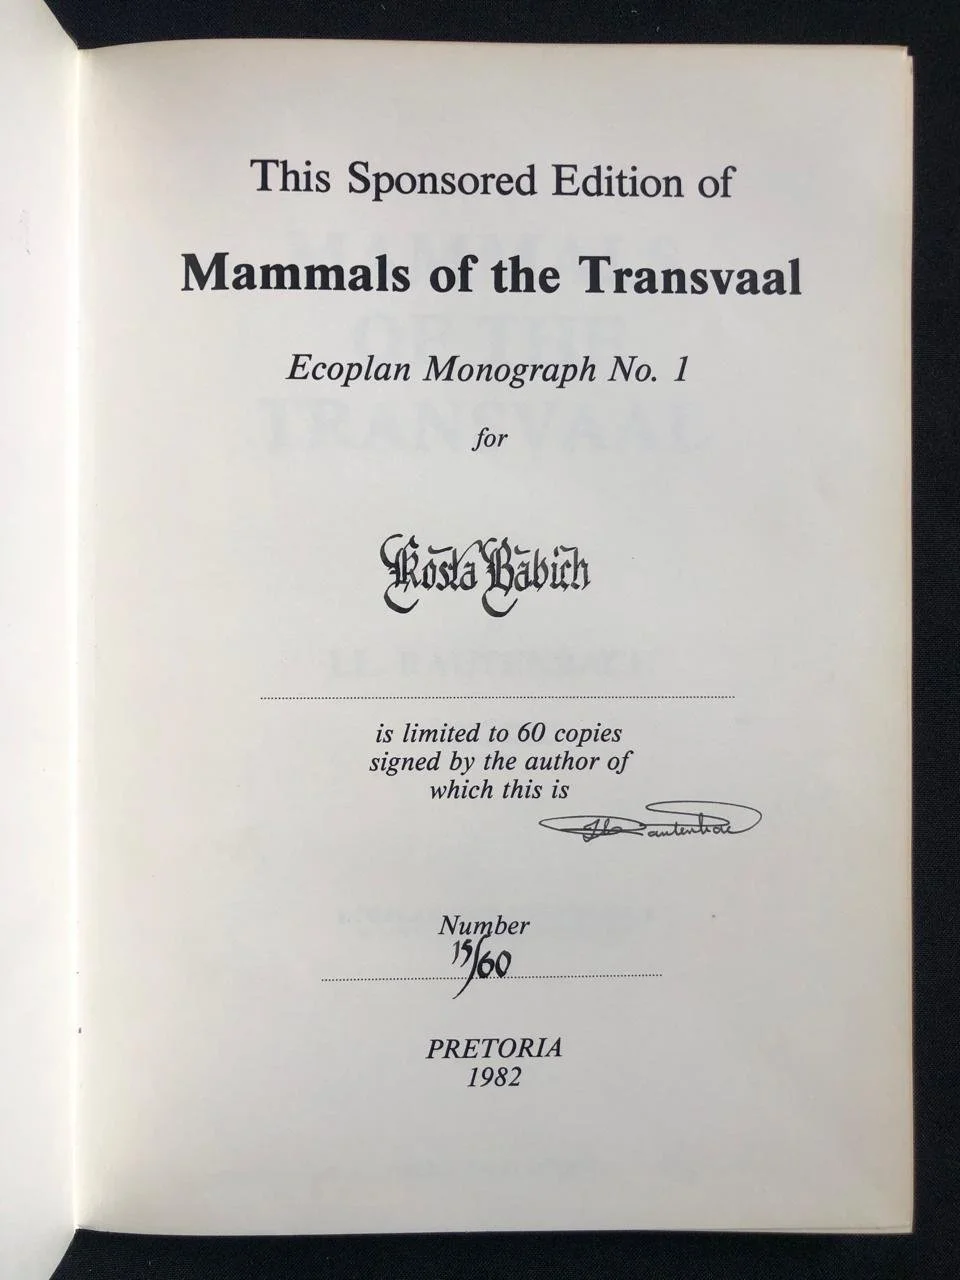 This Sponsored Edition of
Mammals of the Transvaal
Ecoplan Monograph No. 1
for
Kosta Babich
is limited to 60 copies
signed by the author of
which this is
Number
15/60
PRETORIA
1982